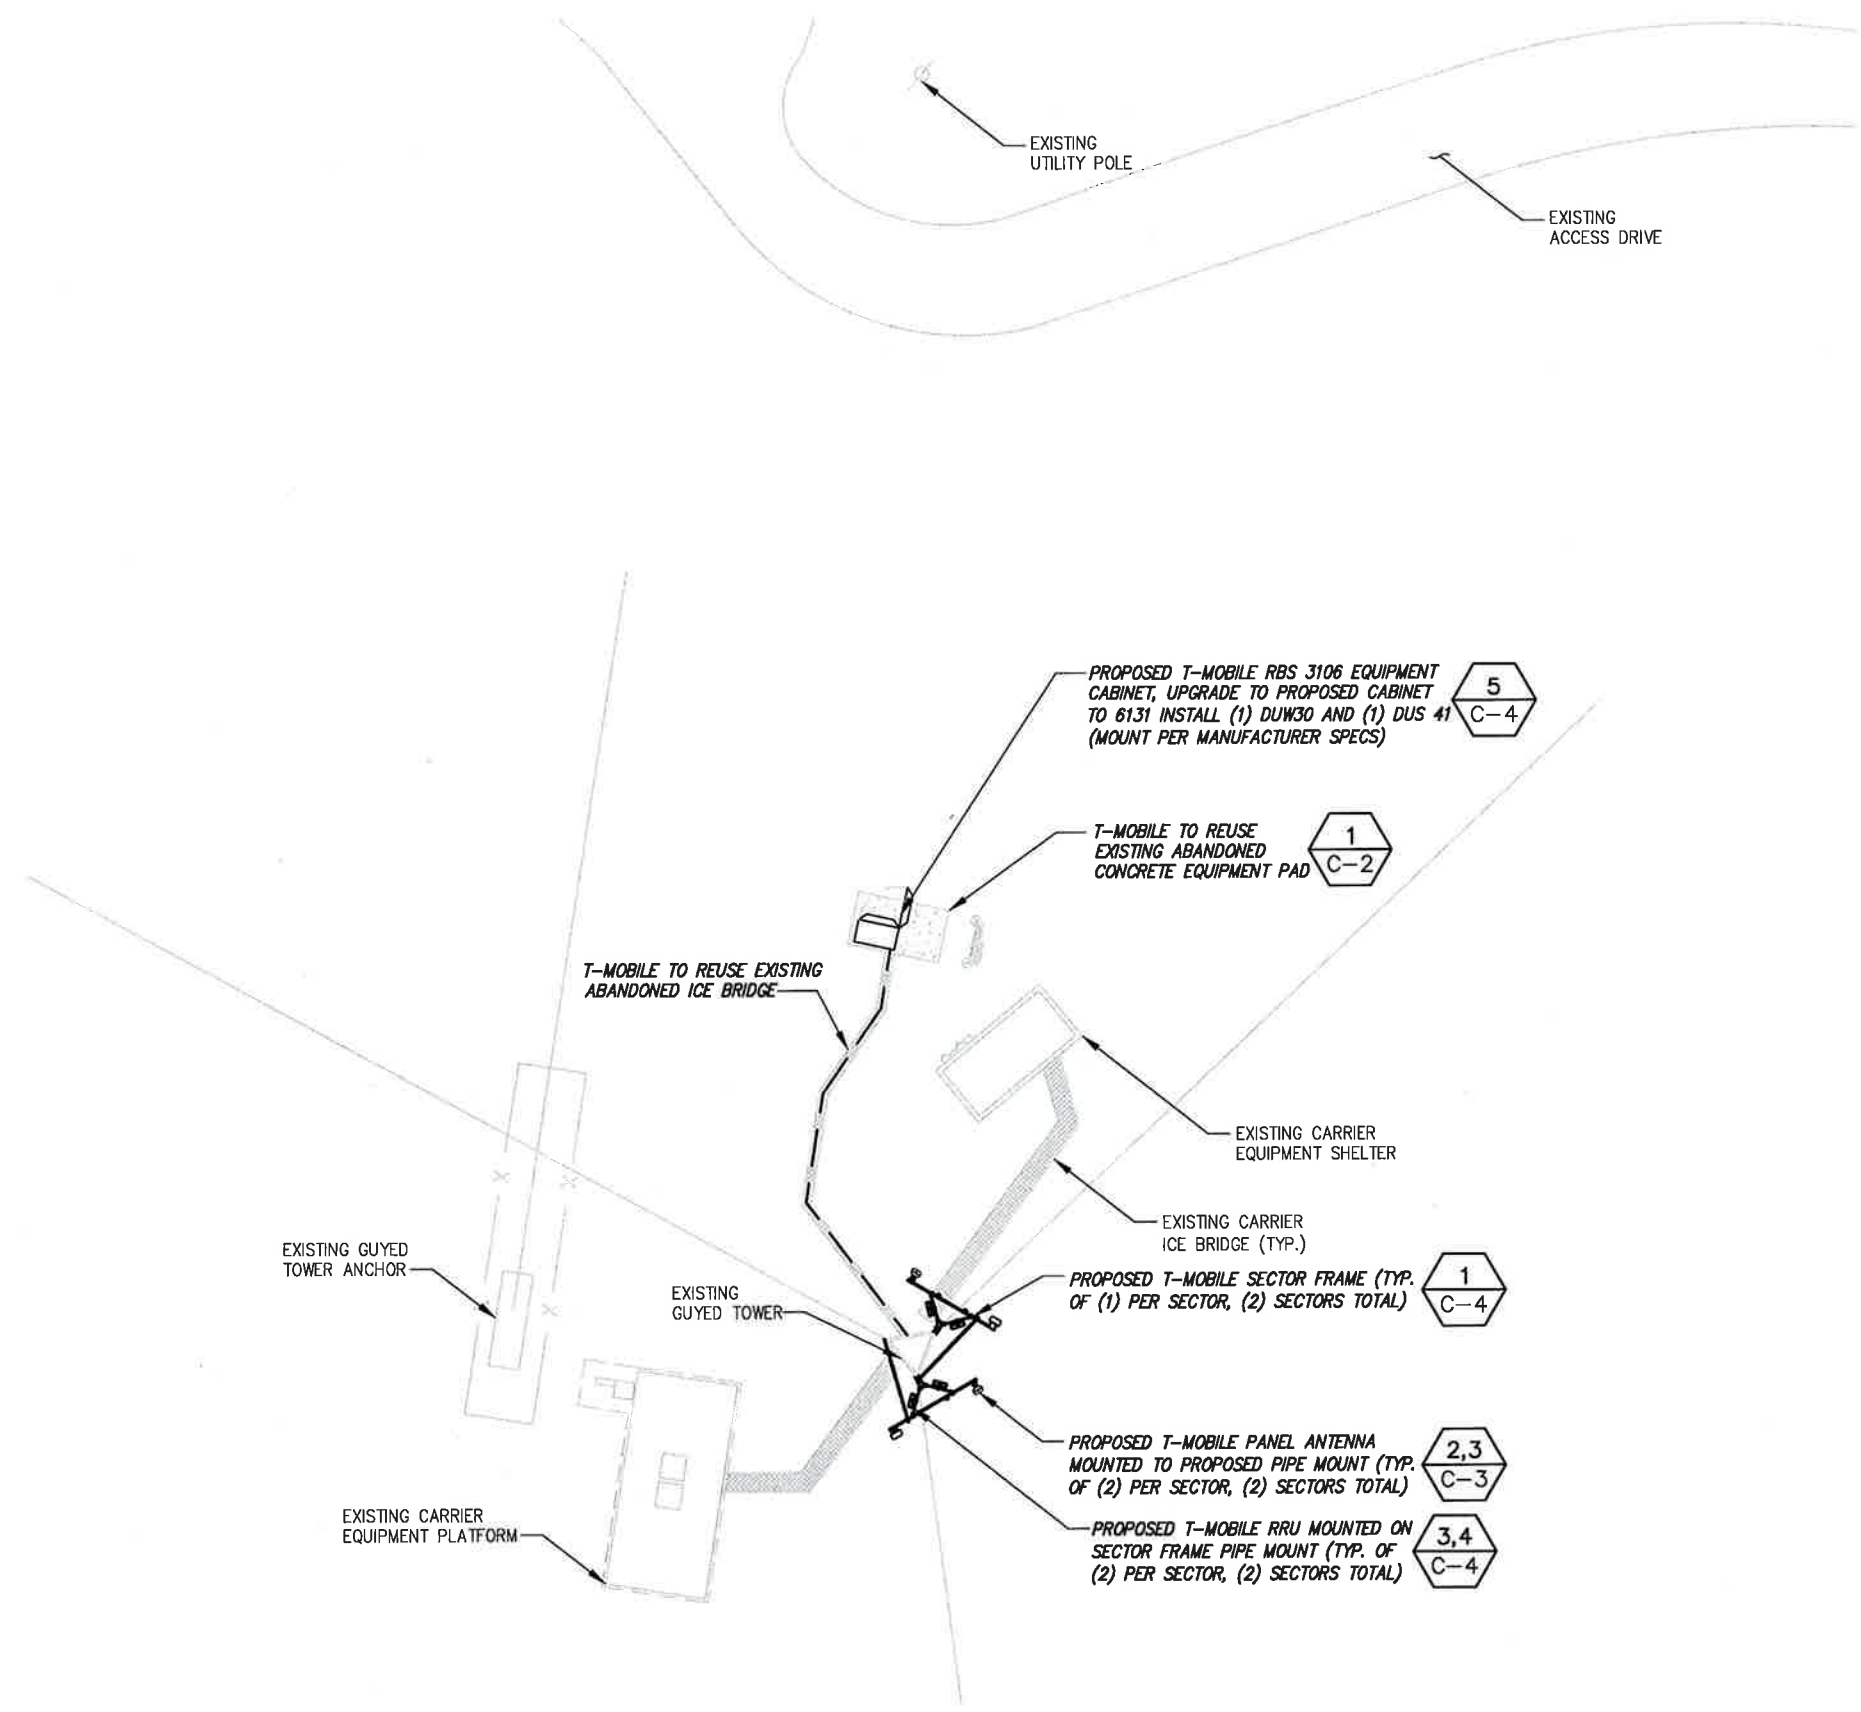 EXISTING
UTILITY POLE
EXISTING
ACCESS DRIVE
PROPOSED T-MOBILE RBS 3106 EQUIPMENT
CABINET, UPGRADE TO PROPOSED CABINET
TO 6131 INSTALL (1) DUW30 AND (1) DUS 41
(MOUNT PER MANUFACTURER SPECS)
5
C-4
T-MOBILE TO REUSE
EXISTING ABANDONED
CONCRETE EQUIPMENT PAD
1
C-2
T-MOBILE TO REUSE EXISTING
ABANDONED ICE BRIDGE
EXISTING CARRIER
EQUIPMENT SHELTER
EXISTING CARRIER
ICE BRIDGE (TYP.)
EXISTING GUYED
TOWER ANCHOR
EXISTING
GUYED TOWER
PROPOSED T-MOBILE SECTOR FRAME (TYP.
OF (1) PER SECTOR, (2) SECTORS TOTAL)
1
C-4
PROPOSED T-MOBILE PANEL ANTENNA
MOUNTED TO PROPOSED PIPE MOUNT (TYP.
OF (2) PER SECTOR, (2) SECTORS TOTAL)
2,3
C-3
EXISTING CARRIER
EQUIPMENT PLATFORM
PROPOSED T-MOBILE RRU MOUNTED ON
SECTOR FRAME PIPE MOUNT (TYP. OF
(2) PER SECTOR, (2) SECTORS TOTAL)
3,4
C-4